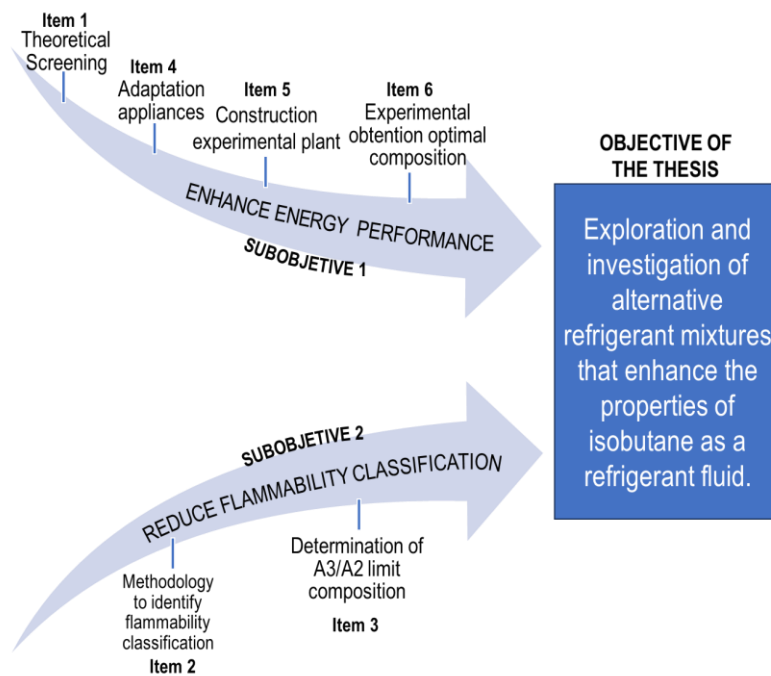 Item 1
Theoretical
Screening
Item 4
Adaptation
appliances
Item 5
Construction
experimental plant
Item 6
Experimental
obtention optimal
composition
ENHANCE ENERGY PERFORMANCE
SUBOBJETIVE 1
OBJECTIVE OF
THE THESIS
Exploration and
investigation of
alternative
refrigerant mixtures
that enhance the
properties of
isobutane as a
refrigerant fluid.
SUBOBJETIVE 2
REDUCE FLAMMABILITY CLASSIFICATION
Methodology
to identify
flammability
classification
Item 2
Determination of
A3/A2 limit
composition
Item 3